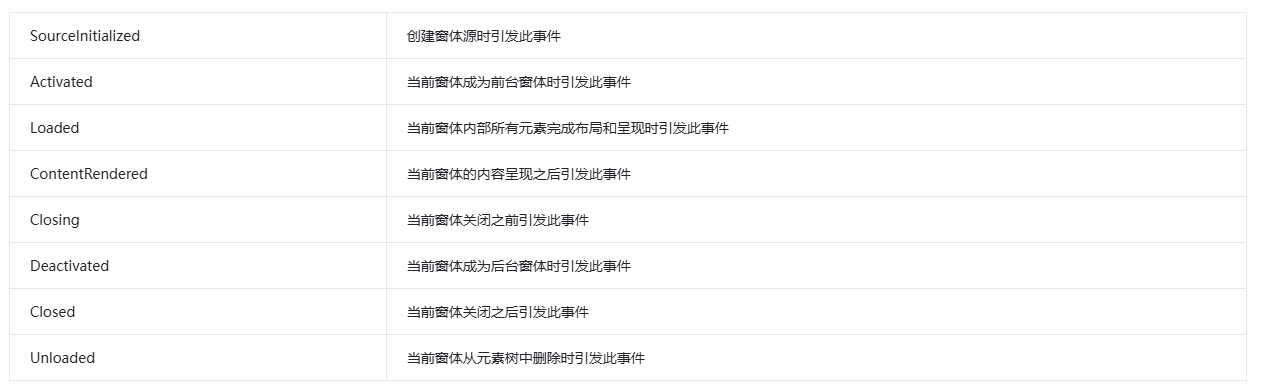 SourceInitialized 创建窗体源时引发此事件
Activated 当前窗体成为前台窗体时引发此事件
Loaded 当前窗体内部所有元素完成布局和呈现时引发此事件
ContentRendered 当前窗体的内容呈现之后引发此事件
Closing 当前窗体关闭之前引发此事件
Deactivated 当前窗体成为后台窗体时引发此事件
Closed 当前窗体关闭之后引发此事件
Unloaded 当前窗体从元素树中删除时引发此事件